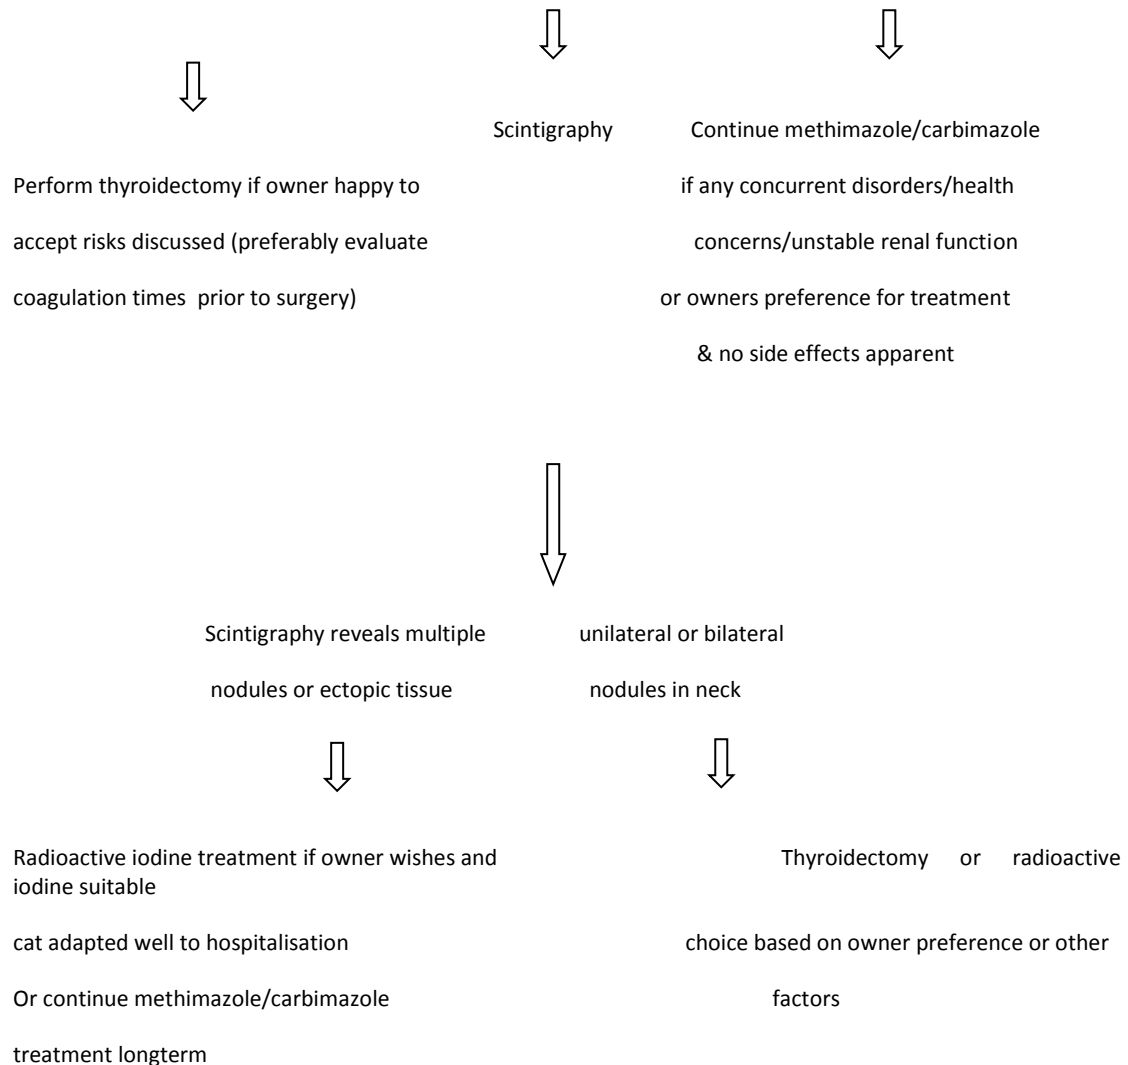 Scintigraphy
Continue methimazole/carbimazole
Perform thyroidectomy if owner happy to
if any concurrent disorders/health
accept risks discussed (preferably evaluate
concerns/unstable renal function
coagulation times prior to surgery)
or owners preference for treatment
& no side effects apparent
Scintigraphy reveals multiple
unilateral or bilateral
nodules or ectopic tissue
nodules in neck
Radioactive iodine treatment if owner wishes and
Thyroidectomy or radioactive
iodine suitable
cat adapted well to hospitalisation
choice based on owner preference or other
Or continue methimazole/carbimazole
factors
treatment longterm